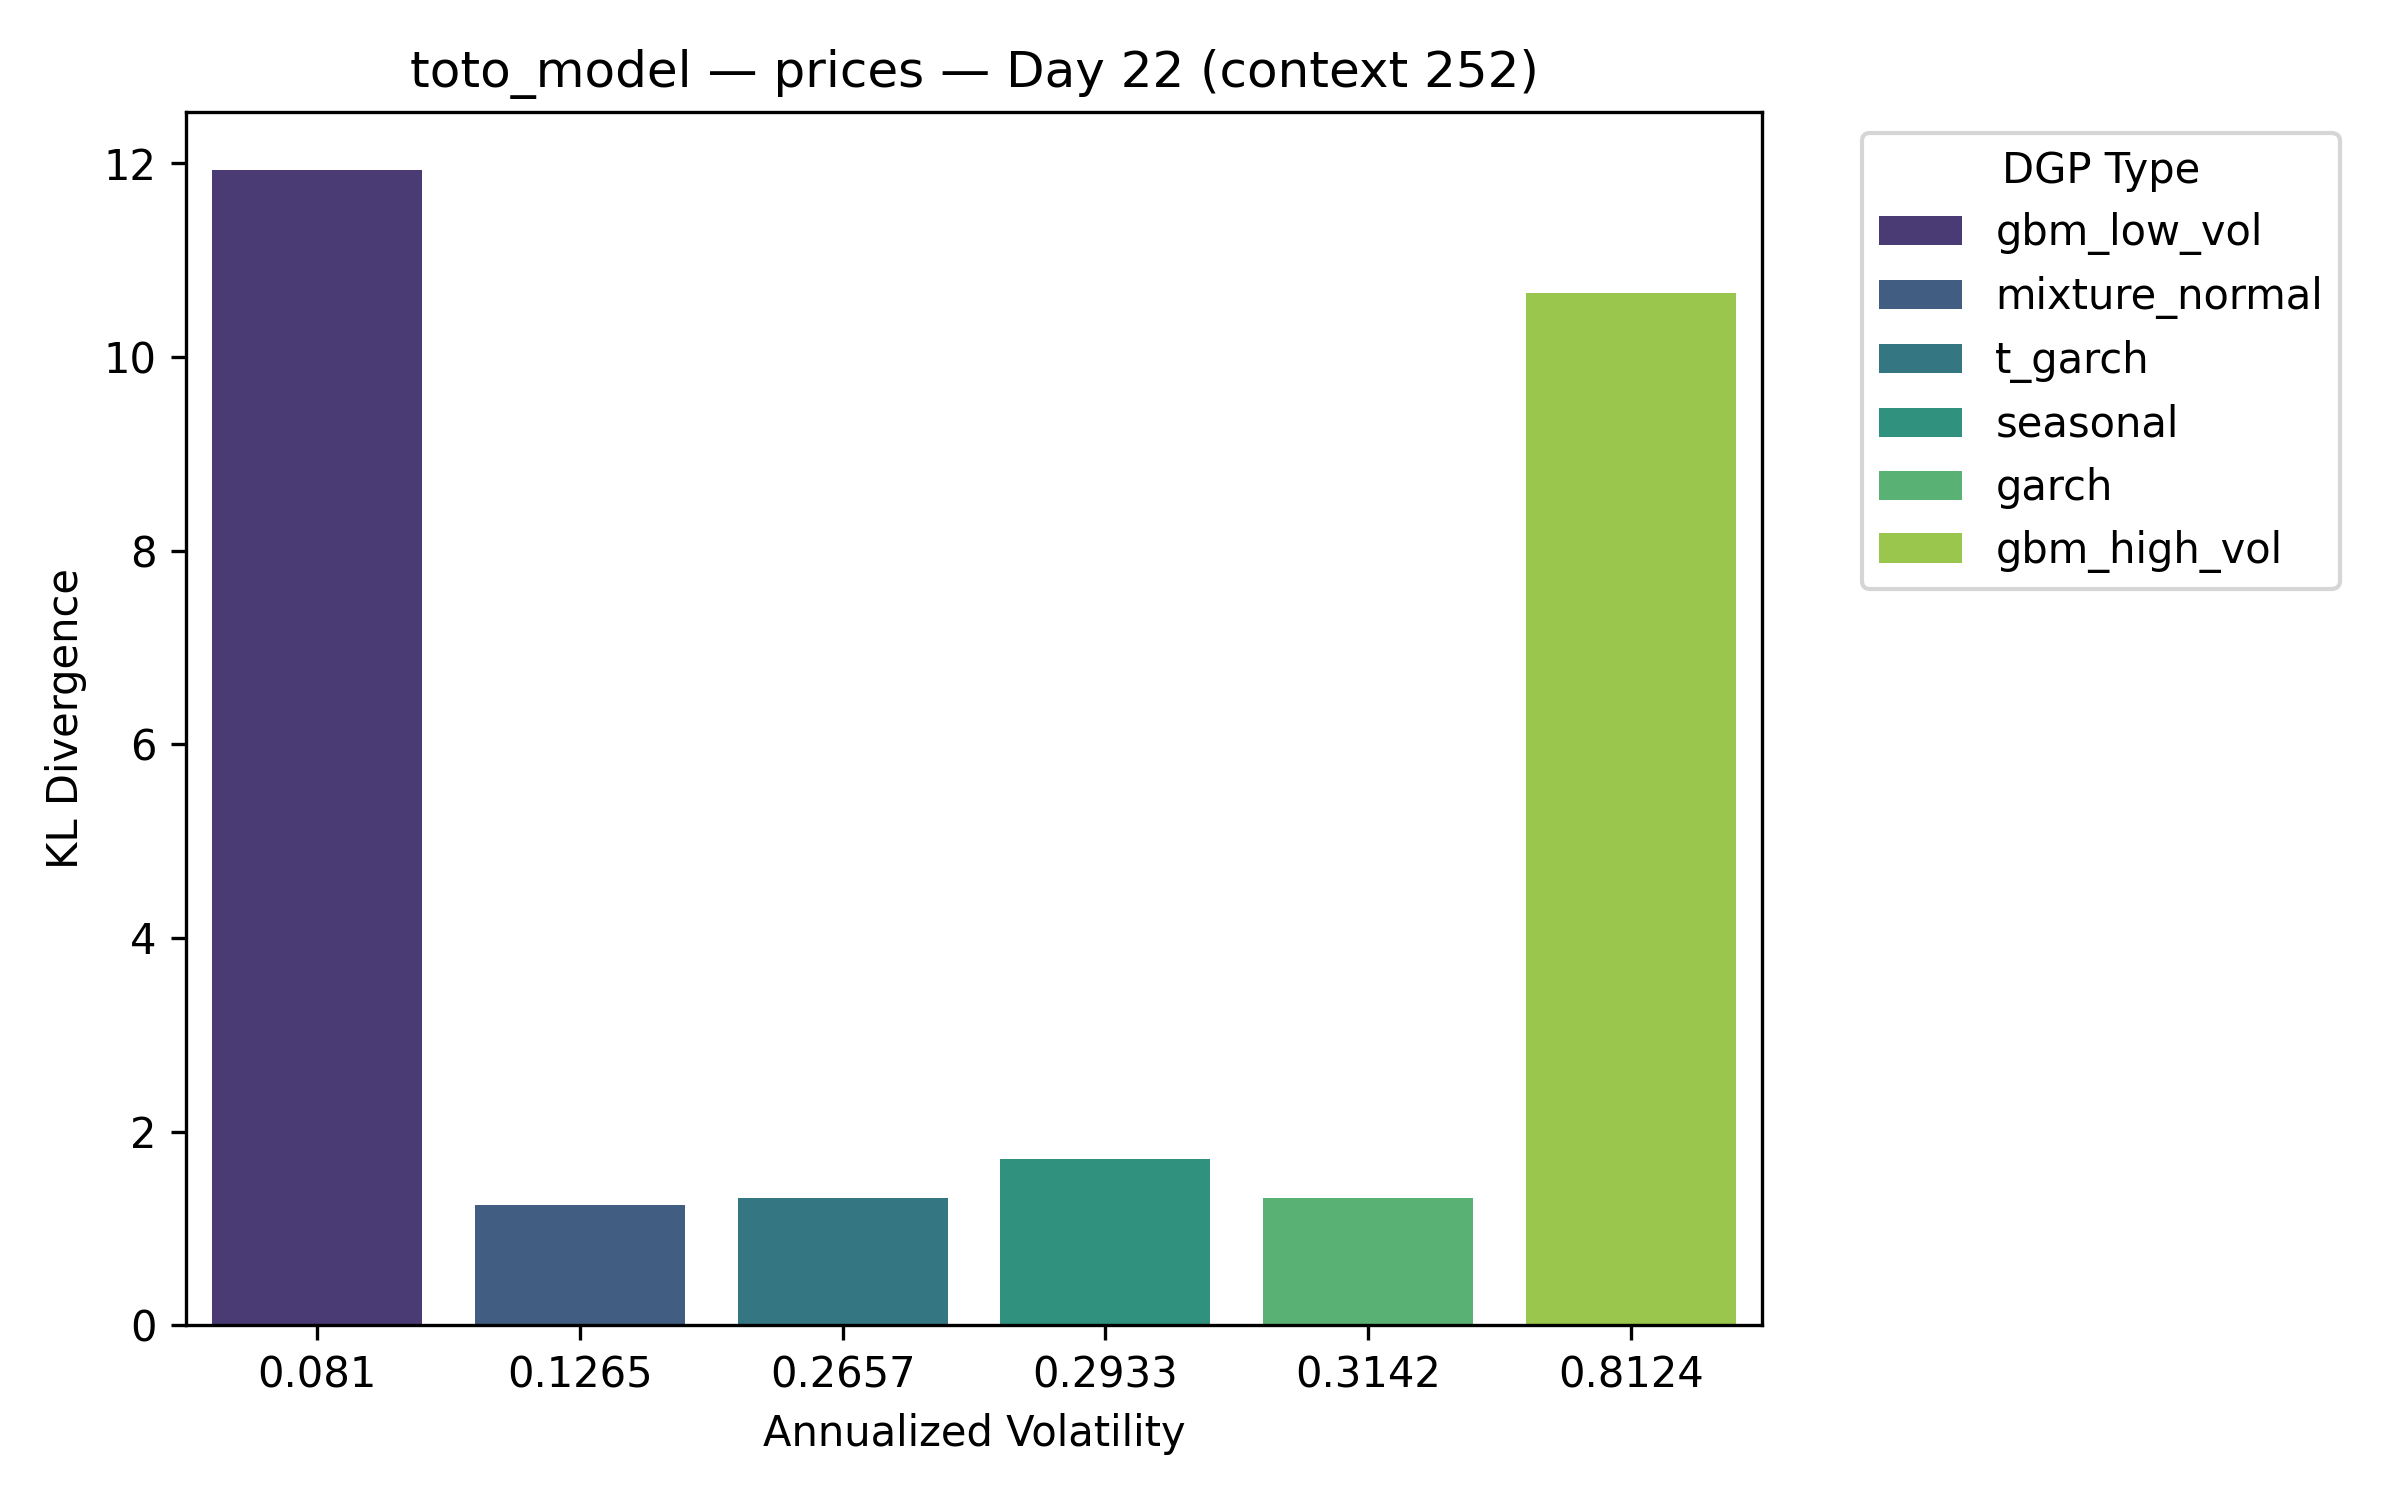 toto_model — prices — Day 22 (context 252)
KL Divergence
12
10
8
6
4
2
0
0.081 0.1265 0.2657 0.2933 0.3142 0.8124
Annualized Volatility
DGP Type
gbm_low_vol
mixture_normal
t_garch
seasonal
garch
gbm_high_vol